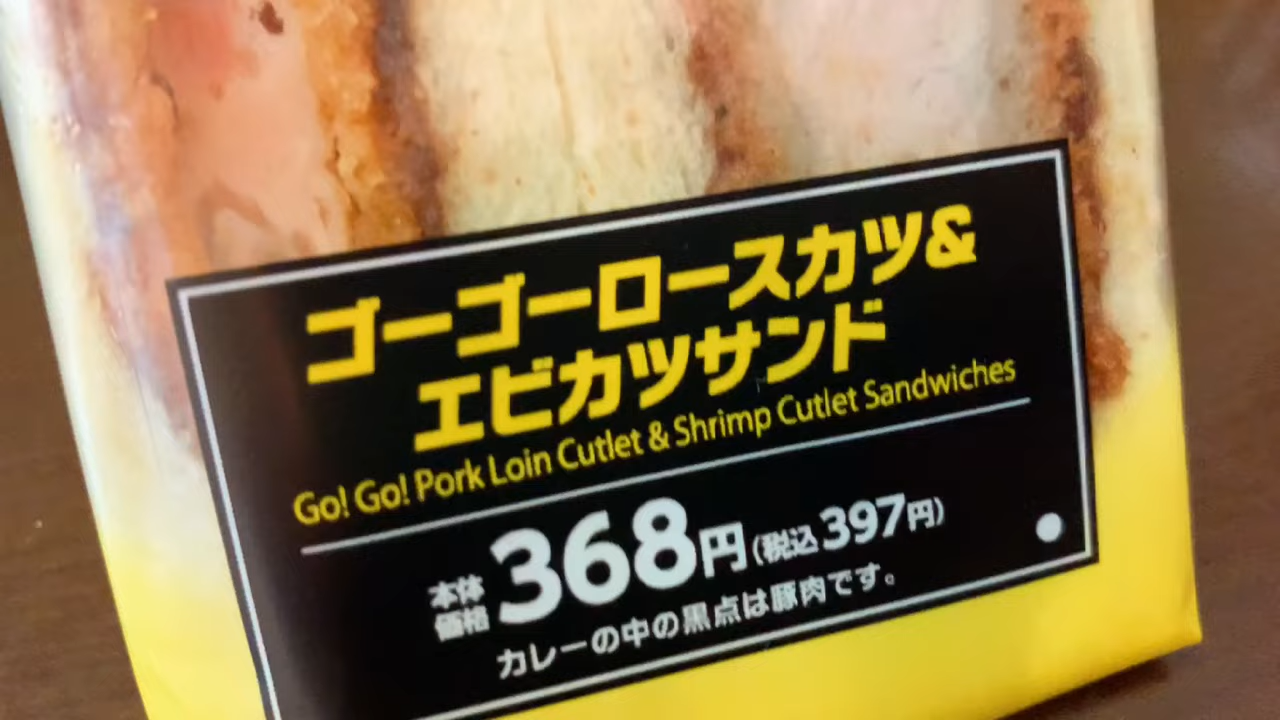 ゴーゴーロースカツ&
エビカツサンド
Go! Go! Pork Loin Cutlet & Shrimp Cutlet Sandwiches
本体価格 368円(税込397円)
カレーの中の黒点は豚肉です。